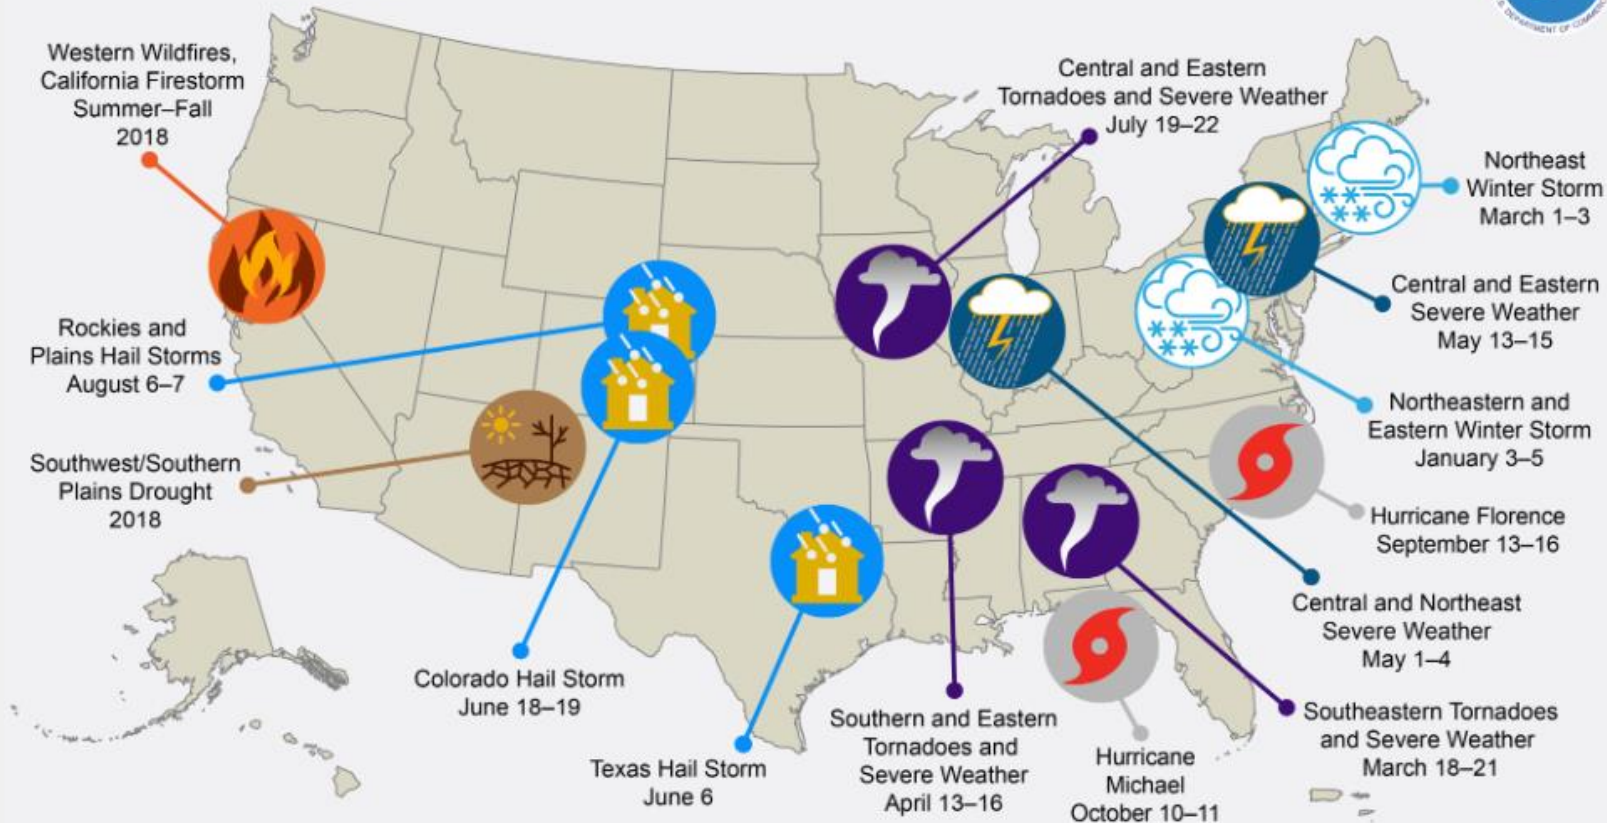 Western Wildfires,
California Firestorm
Summer–Fall
2018
Central and Eastern
Tornadoes and Severe Weather
July 19–22
DEPARTMENT OF COMMERC
Northeast
Winter Storm
March 1–3
Central and Eastern
Severe Weather
May 13–15
Rockies and
Plains Hail Storms
August 6–7
Northeastern and
Eastern Winter Storm
January 3–5
Southwest/Southern
Plains Drought
2018
Hurricane Florence
September 13–16
Central and Northeast
Severe Weather
May 1–4
Colorado Hail Storm
June 18–19
Texas Hail Storm
June 6
Southern and Eastern
Tornadoes and
Severe Weather
April 13–16
Hurricane
Michael
October 10–11
Southeastern Tornadoes
and Severe Weather
March 18–21